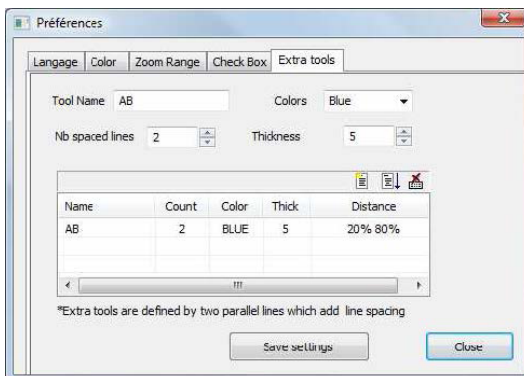 Préférences
Langage Color Zoom Range Check Box Extra tools
Tool Name AB Colors Blue
Nb spaced lines 2 Thickness 5
Name Count Color Thick Distance
AB 2 BLUE 5 20% 80%
*Extra tools are defined by two parallel lines which add line spacing
Save settings Close